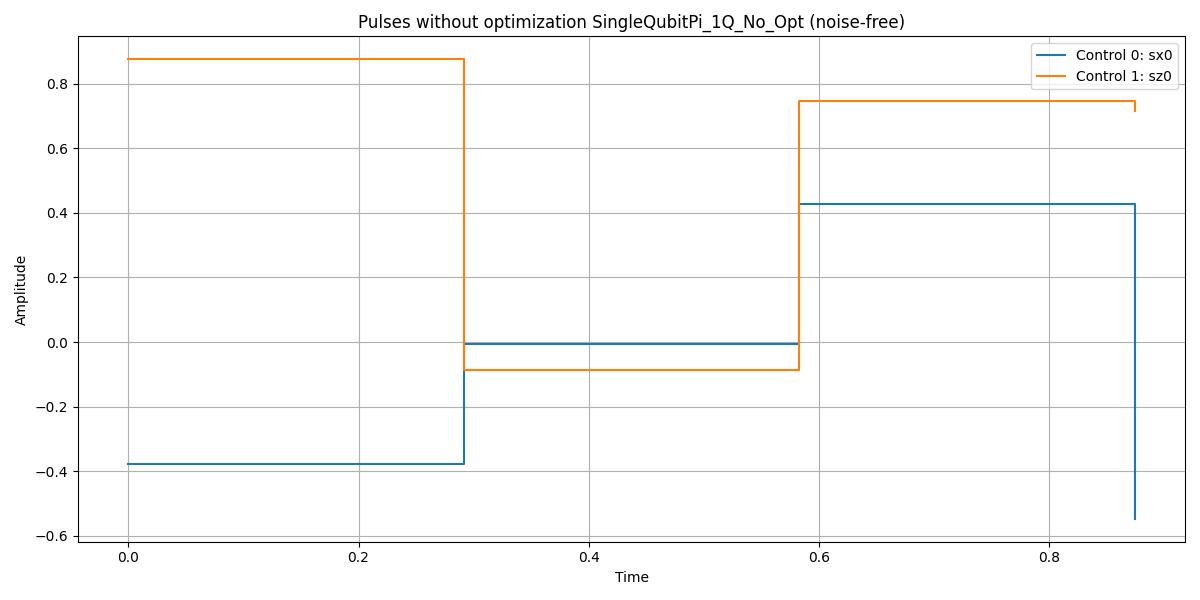 Pulses without optimization SingleQubitPi_1Q_No_Opt (noise-free)
Control 0: sx0
Control 1: sz0
Amplitude
0.8
0.6
0.4
0.2
0.0
−0.2
−0.4
−0.6
0.0 0.2 0.4 0.6 0.8
Time